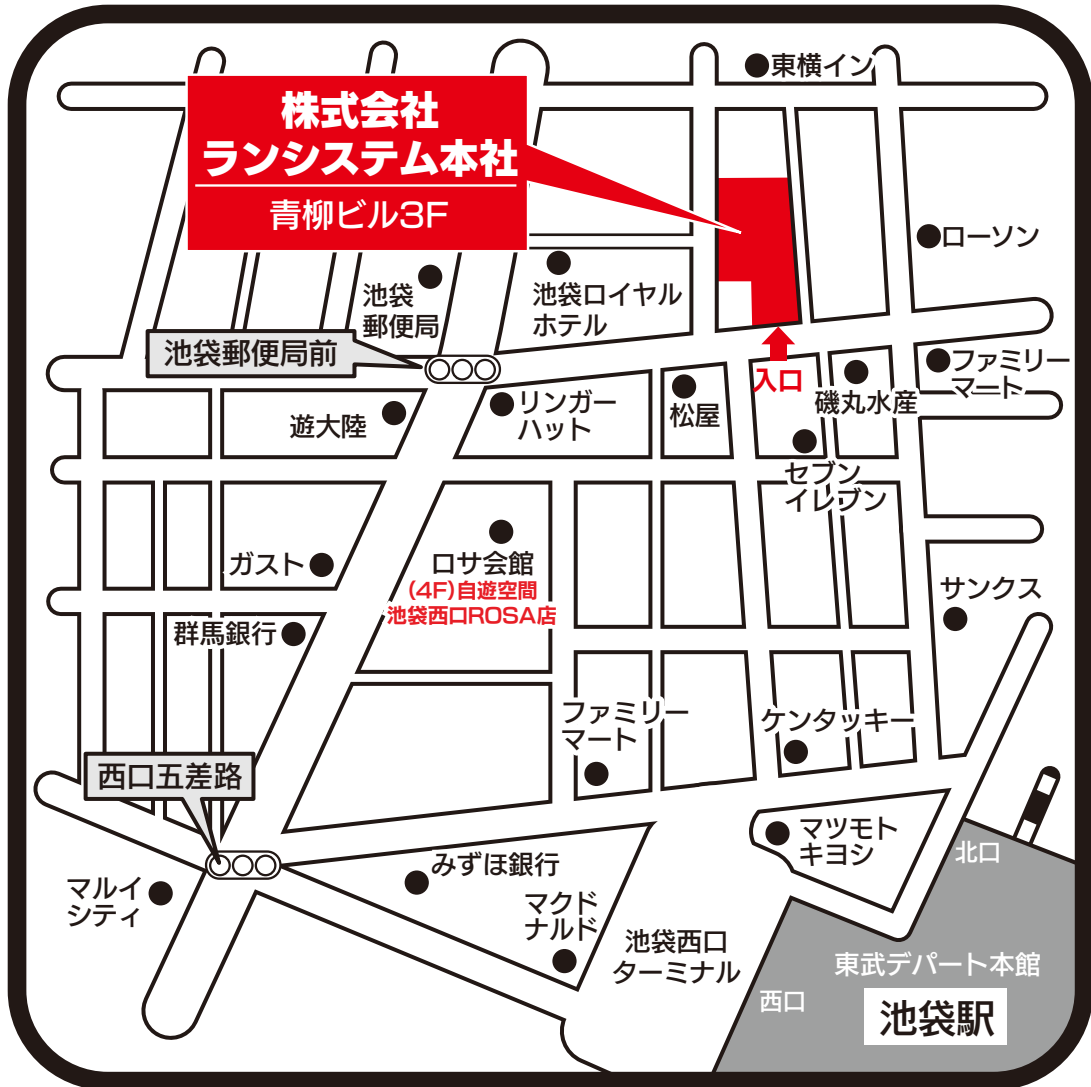 東横イン
株式会社
ランシステム本社
青柳ビル3F
ローソン
池袋
郵便局
池袋ロイヤル
ホテル
池袋郵便局前
入口
ファミリー
マート
磯丸水産
松屋
リンガー
ハット
遊大陸
セブン
イレブン
ガスト
ロサ会館
(4F)自遊空間
池袋西口ROSA店
サンクス
群馬銀行
ファミリー
マート
ケンタッキー
西口五差路
マツモト
キヨシ
北口
みずほ銀行
マルイ
シティ
マクド
ナルド
池袋西口
ターミナル
東武デパート本館
西口
池袋駅